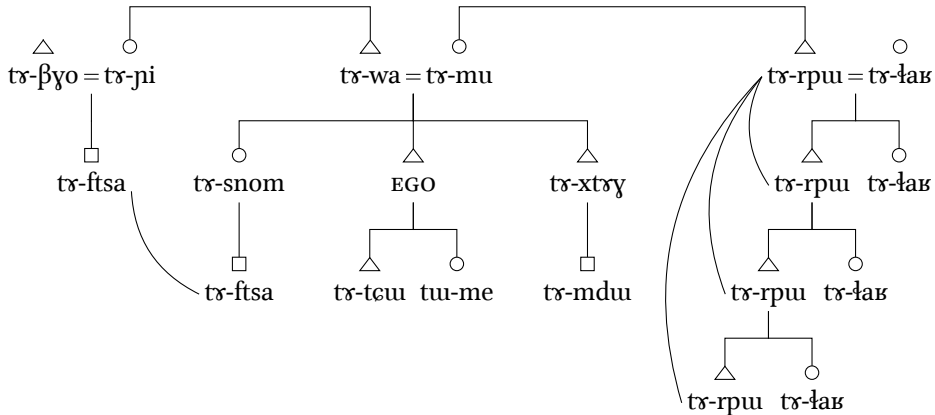 tɤ-βɣo = tɤ-ɲi tɤ-wa = tɤ-mu tɤ-rpɯ = tɤ-ɬaʁ
tɤ-ftsa tɤ-snom EGO tɤ-xtɤɣ tɤ-rpɯ tɤ-ɬaʁ
tɤ-ftsa tɤ-tɕɯ tɯ-me tɤ-mdɯ tɤ-rpɯ tɤ-ɬaʁ
tɤ-rpɯ tɤ-ɬaʁ